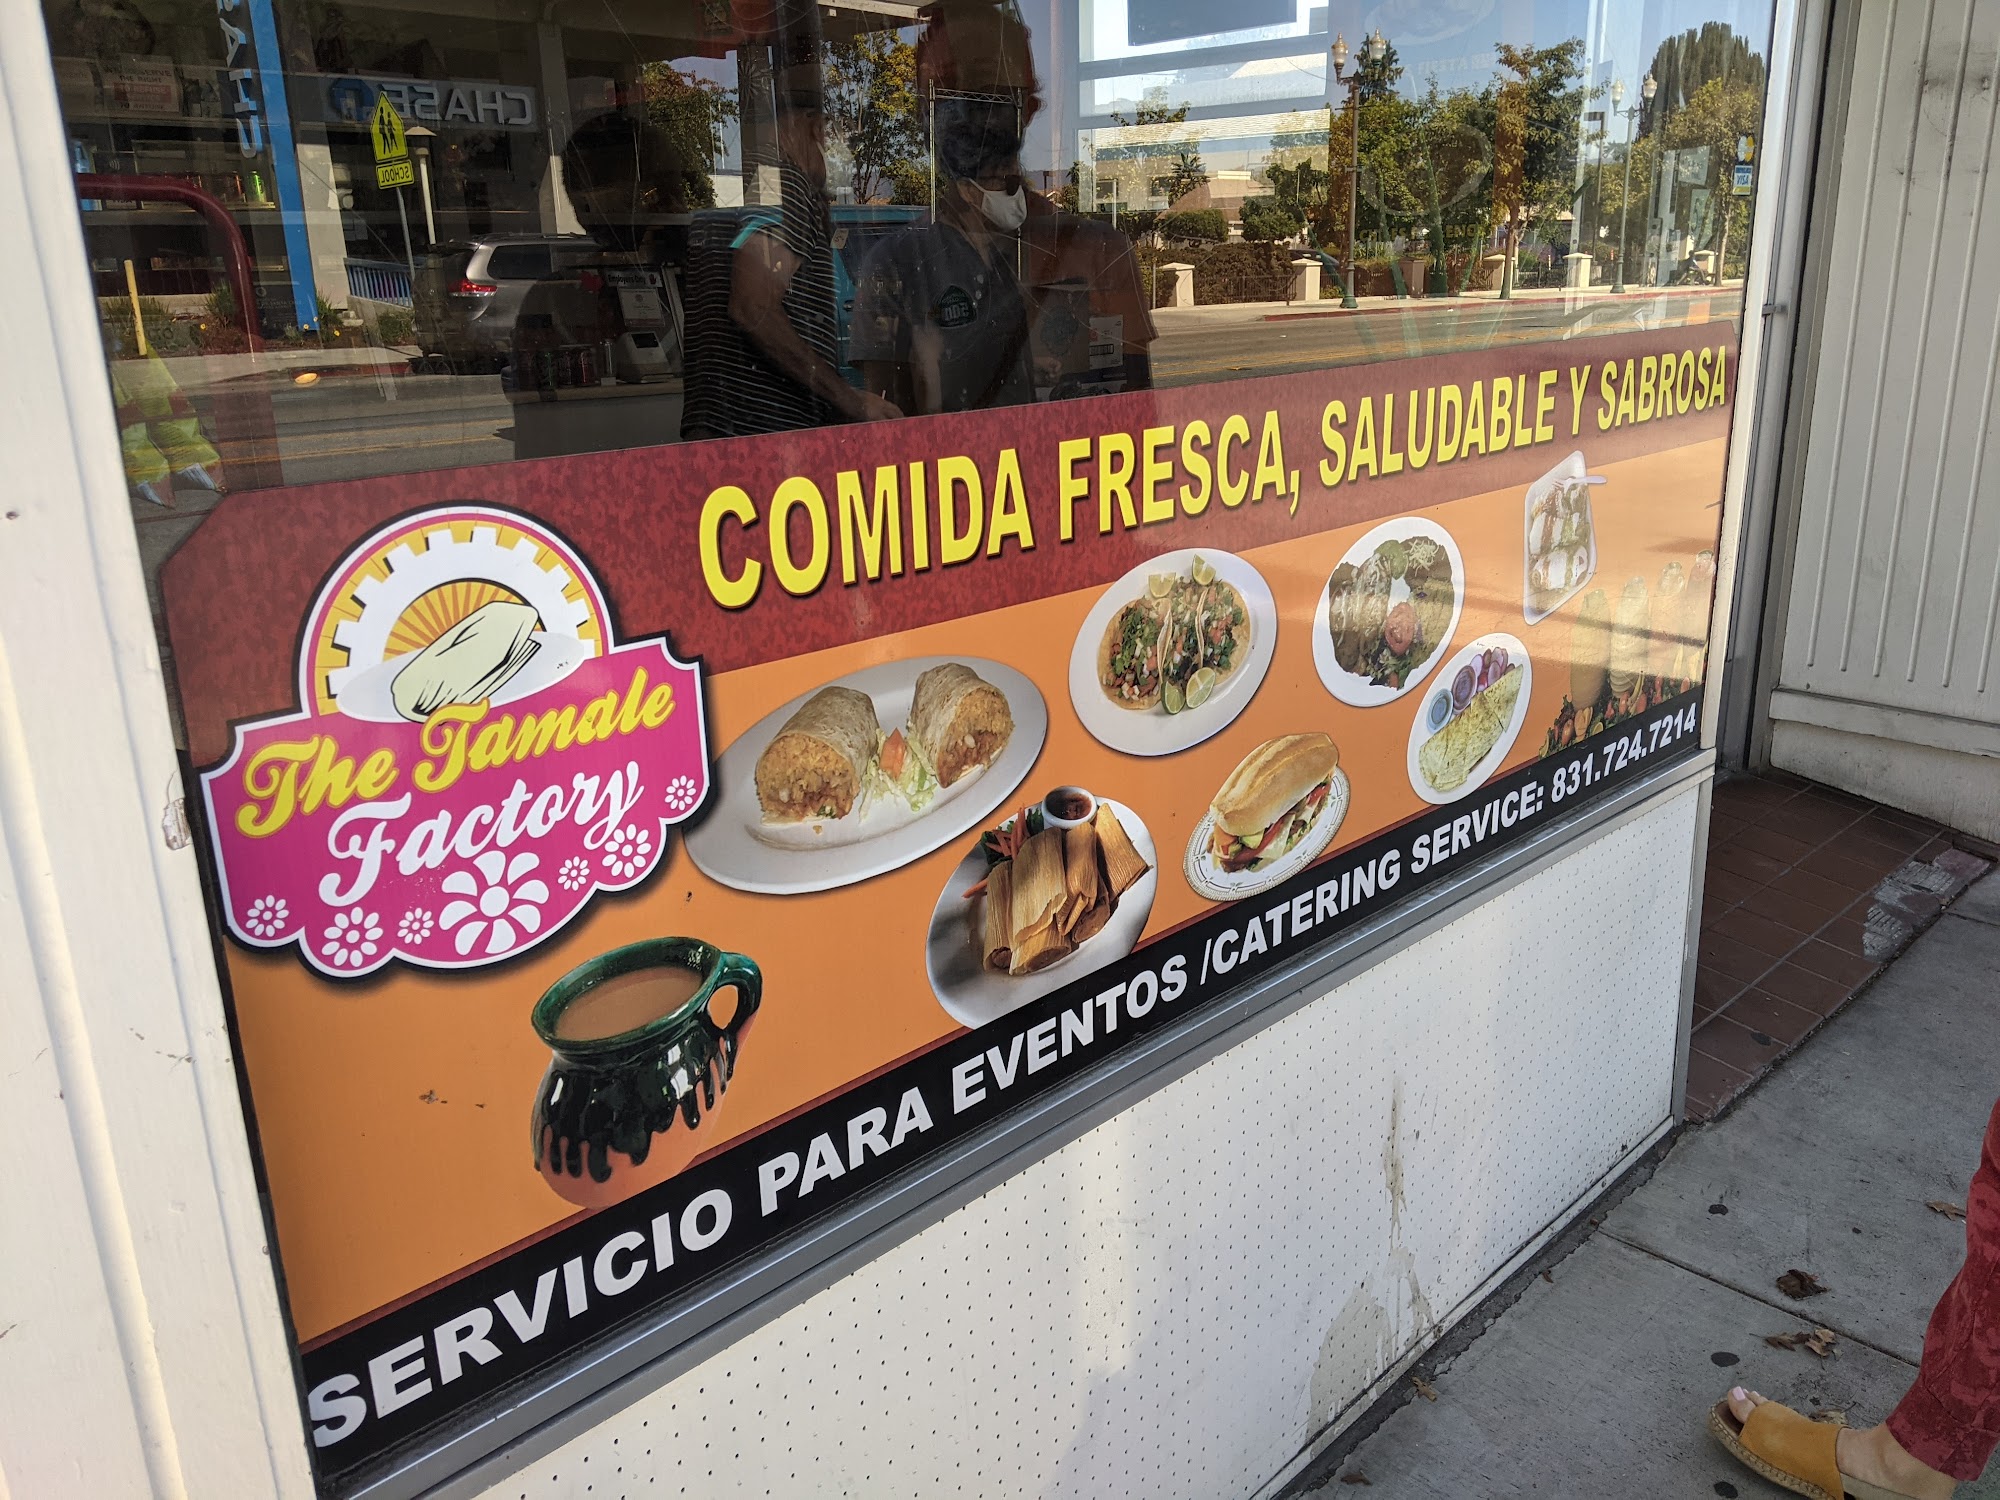 CHASE
SCHOOL
COMIDA FRESCA, SALUDABLE Y SABROSA
The Tamale
Factory
SERVICIO PARA EVENTOS /CATERING SERVICE: 831.724.7214